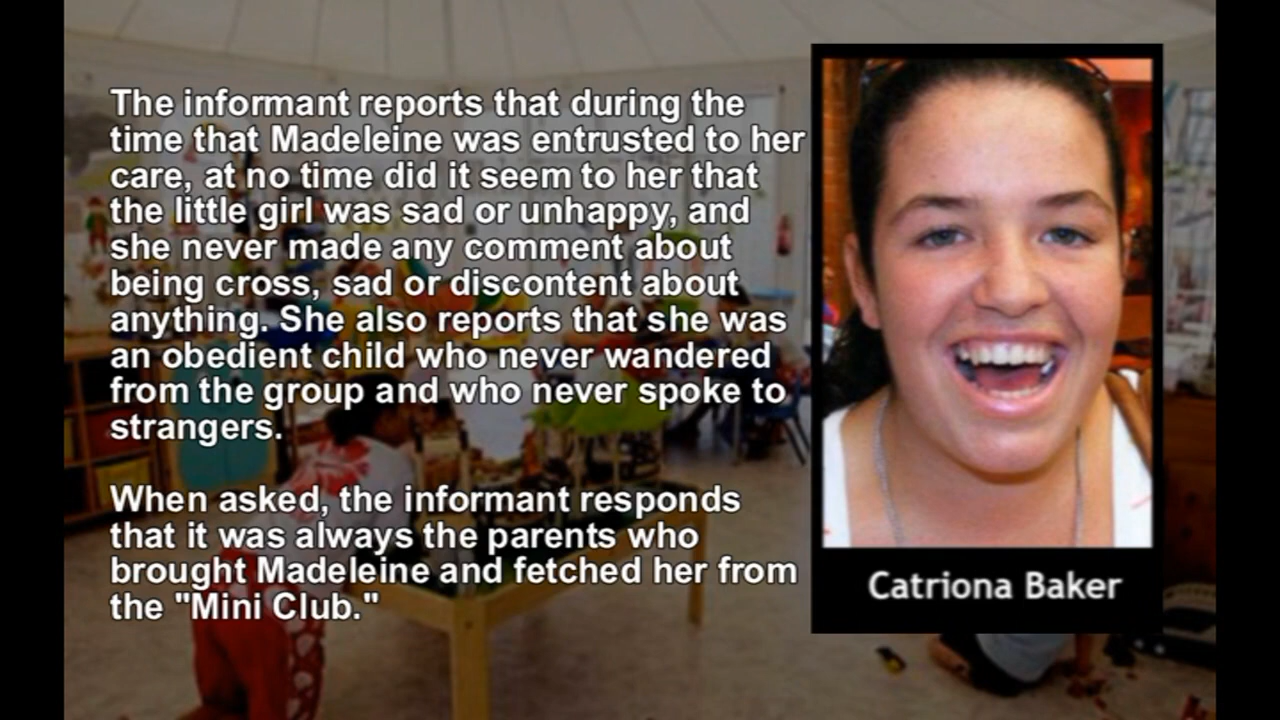 The informant reports that during the
time that Madeleine was entrusted to her
care, at no time did it seem to her that
the little girl was sad or unhappy, and
she never made any comment about
being cross, sad or discontent about
anything. She also reports that she was
an obedient child who never wandered
from the group and who never spoke to
strangers.
When asked, the informant responds
that it was always the parents who
brought Madeleine and fetched her from
the "Mini Club."
Catriona Baker